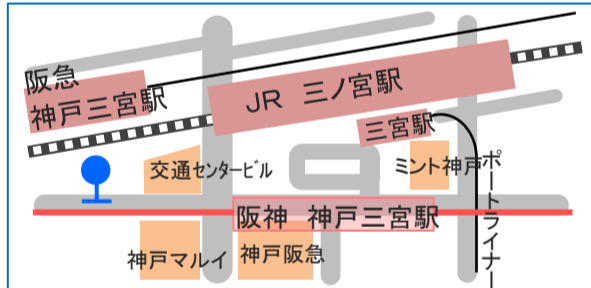 阪急
神戸三宮駅
JR 三ノ宮駅
三宮駅
交通センタービル
ミント神戸
ポートライナー
阪神 神戸三宮駅
神戸マルイ
神戸阪急